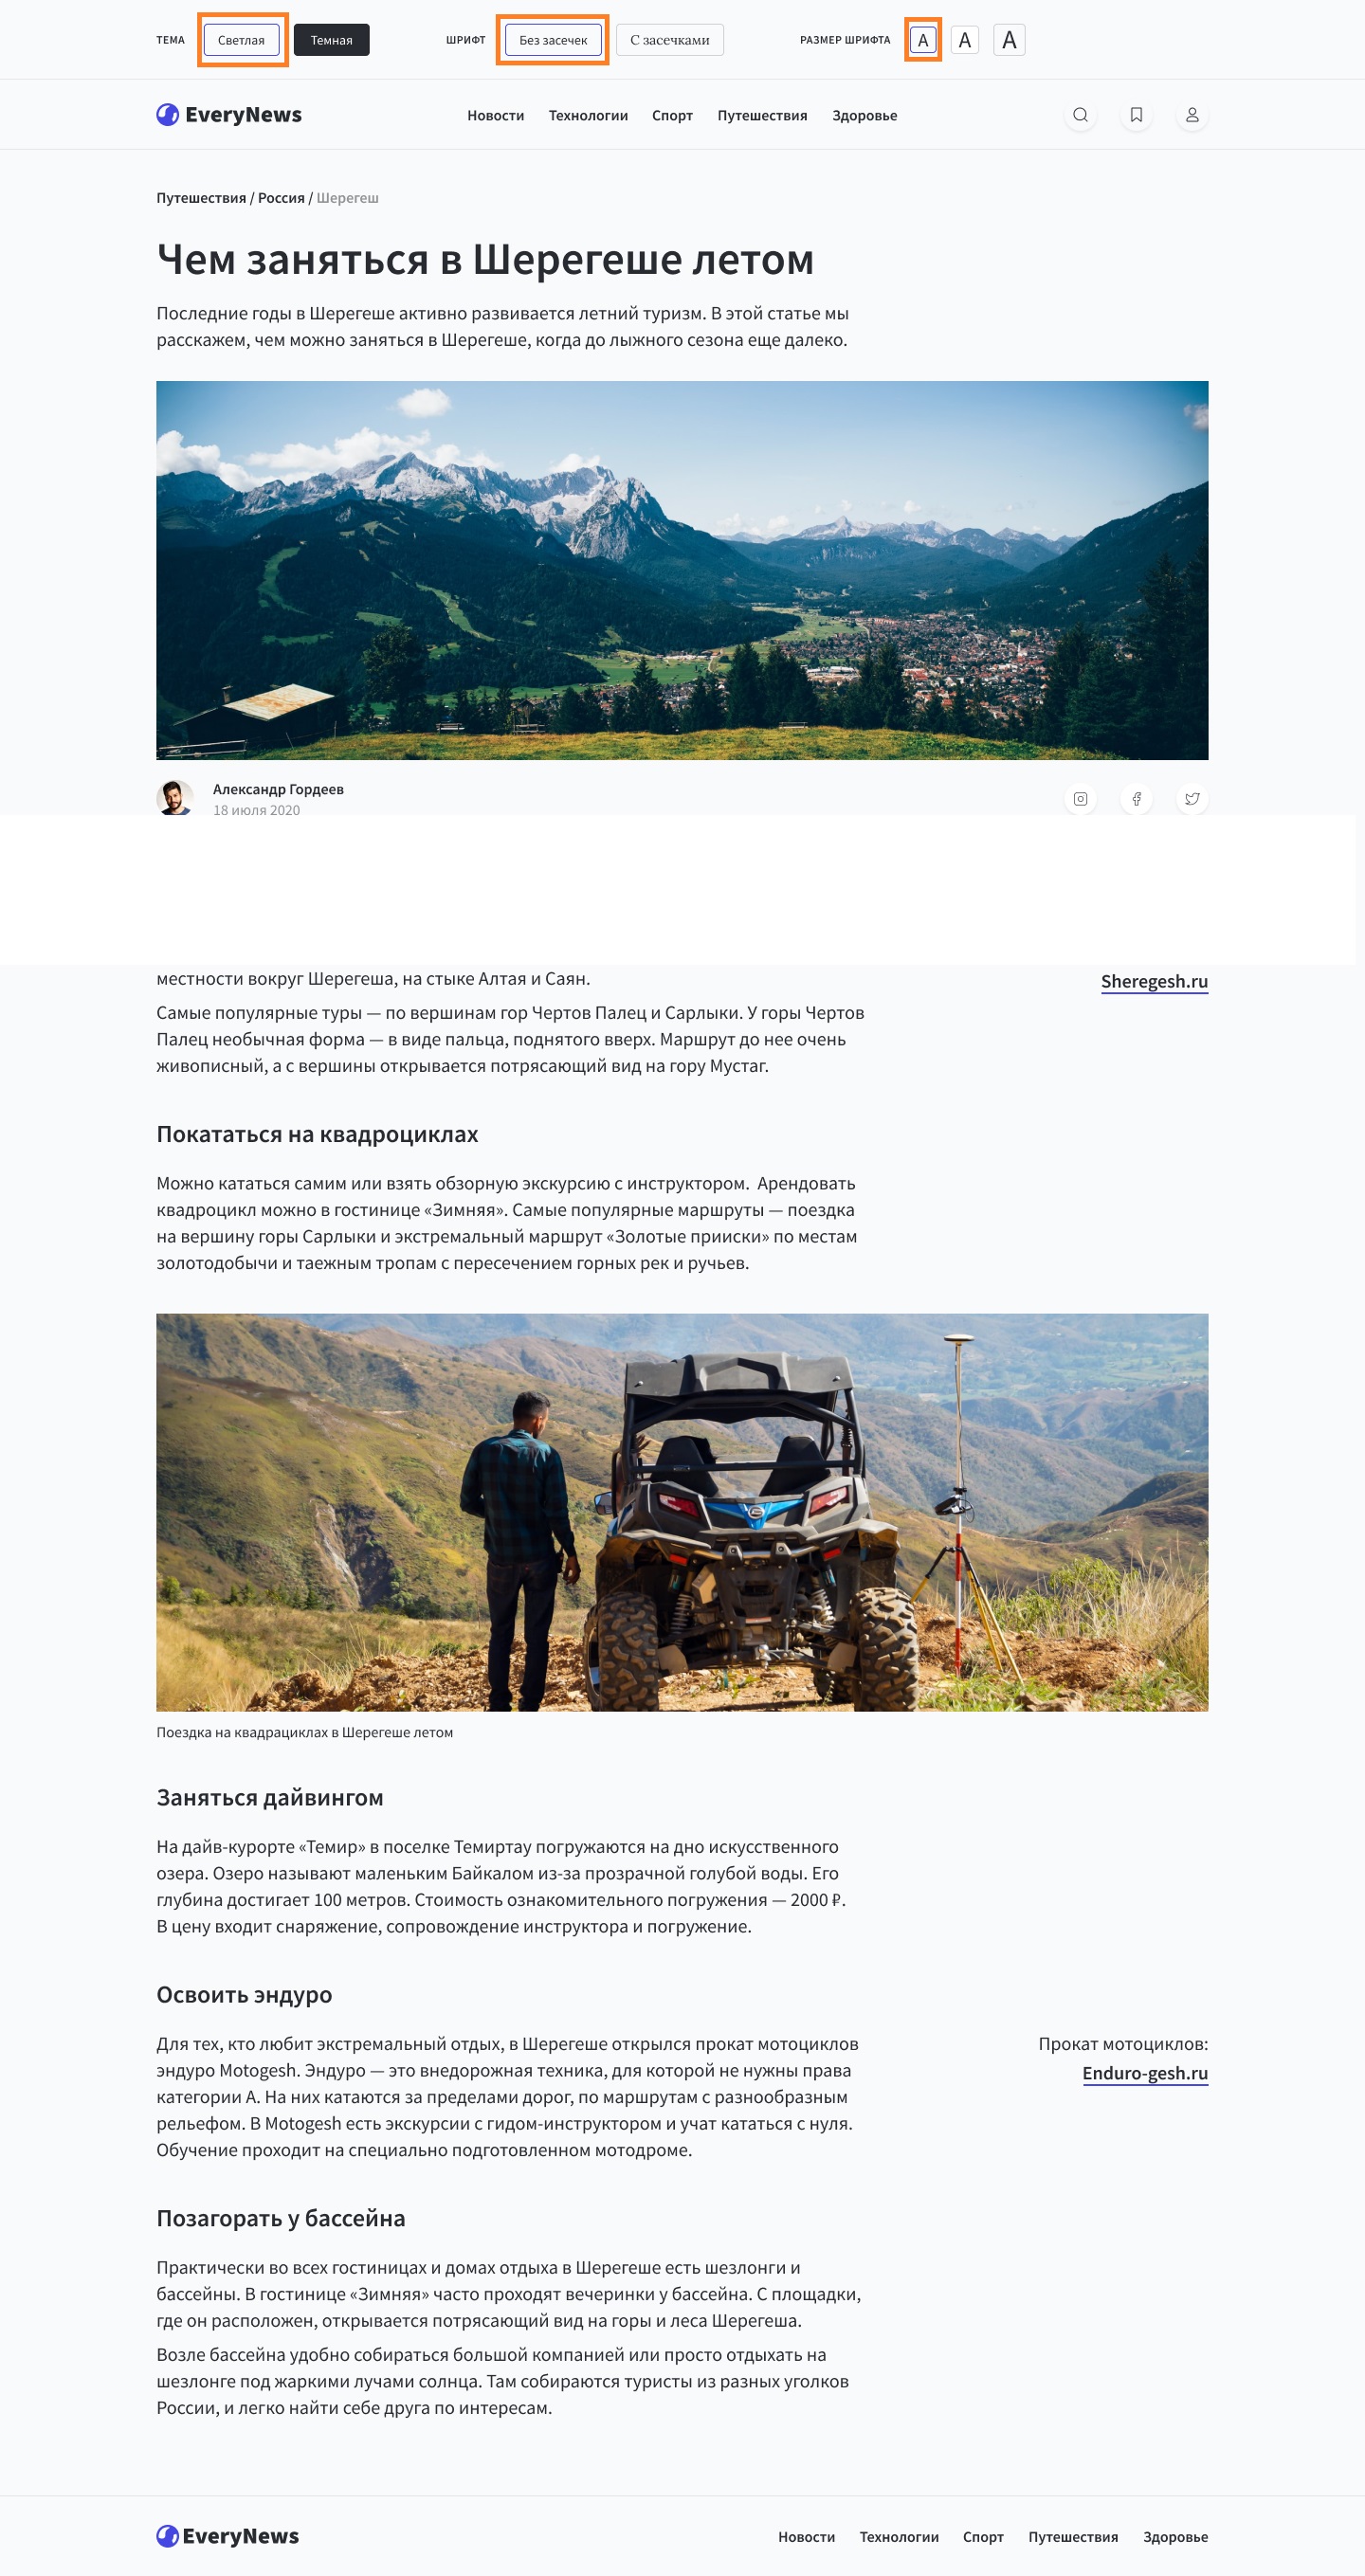 ТЕМА Светлая Темная ШРИФТ Без засечек С засечками РАЗМЕР ШРИФТА A A A
EveryNews Новости Технологии Спорт Путешествия Здоровье
Путешествия / Россия / Шерегеш
Чем заняться в Шерегеше летом
Последние годы в Шерегеше активно развивается летний туризм. В этой статье мы
расскажем, чем можно заняться в Шерегеше, когда до лыжного сезона еще далеко.
Александр Гордеев
18 июля 2020
местности вокруг Шерегеша, на стыке Алтая и Саян.
Sheregesh.ru
Самые популярные туры — по вершинам гор Чертов Палец и Сарлыки. У горы Чертов
Палец необычная форма — в виде пальца, поднятого вверх. Маршрут до нее очень
живописный, а с вершины открывается потрясающий вид на гору Мустаг.
Покататься на квадроциклах
Можно кататься самим или взять обзорную экскурсию с инструктором.  Арендовать
квадроцикл можно в гостинице «Зимняя». Самые популярные маршруты — поездка
на вершину горы Сарлыки и экстремальный маршрут «Золотые прииски» по местам
золотодобычи и таежным тропам с пересечением горных рек и ручьев.
Поездка на квадрациклах в Шерегеше летом
Заняться дайвингом
На дайв-курорте «Темир» в поселке Темиртау погружаются на дно искусственного
озера. Озеро называют маленьким Байкалом из-за прозрачной голубой воды. Его
глубина достигает 100 метров. Стоимость ознакомительного погружения — 2000 ₽.
В цену входит снаряжение, сопровождение инструктора и погружение.
Освоить эндуро
Для тех, кто любит экстремальный отдых, в Шерегеше открылся прокат мотоциклов
эндуро Motogesh. Эндуро — это внедорожная техника, для которой не нужны права
категории А. На них катаются за пределами дорог, по маршрутам с разнообразным
рельефом. В Motogesh есть экскурсии с гидом-инструктором и учат кататься с нуля.
Обучение проходит на специально подготовленном мотодроме.
Прокат мотоциклов:
Enduro-gesh.ru
Позагорать у бассейна
Практически во всех гостиницах и домах отдыха в Шерегеше есть шезлонги и
бассейны. В гостинице «Зимняя» часто проходят вечеринки у бассейна. С площадки,
где он расположен, открывается потрясающий вид на горы и леса Шерегеша.
Возле бассейна удобно собираться большой компанией или просто отдыхать на
шезлонге под жаркими лучами солнца. Там собираются туристы из разных уголков
России, и легко найти себе друга по интересам.
EveryNews Новости Технологии Спорт Путешествия Здоровье